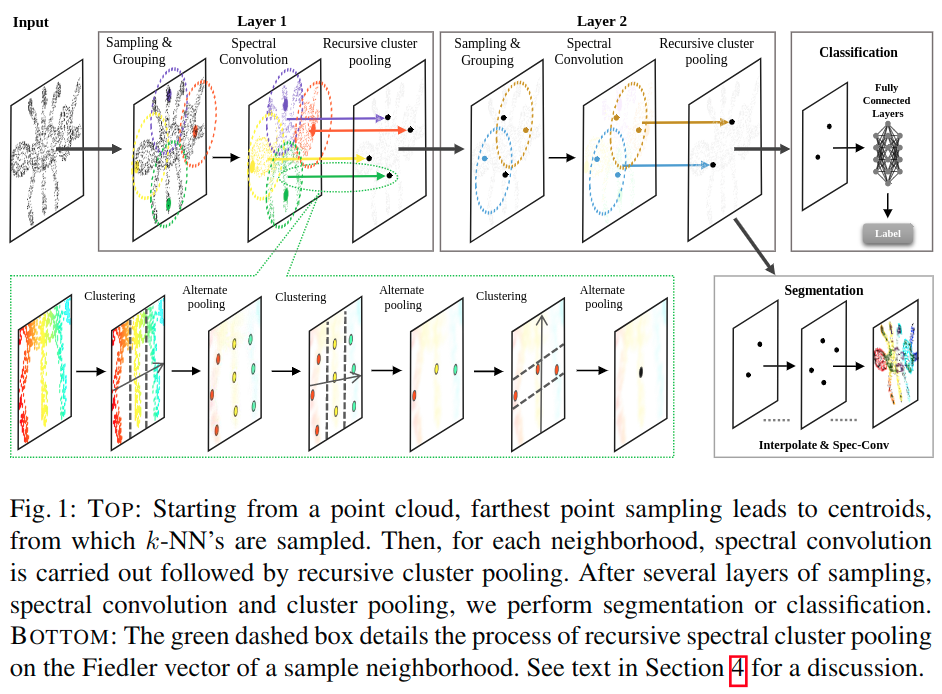 Input
Layer 1
Layer 2
Sampling &
Grouping
Spectral
Convolution
Recursive cluster
pooling
Sampling &
Grouping
Spectral
Convolution
Recursive cluster
pooling
Classification
Fully
Connected
Layers
Label
Clustering
Alternate
pooling
Clustering
Alternate
pooling
Clustering
Alternate
pooling
Segmentation
Interpolate & Spec-Conv
Fig. 1: TOP: Starting from a point cloud, farthest point sampling leads to centroids,
from which k-NN's are sampled. Then, for each neighborhood, spectral convolution
is carried out followed by recursive cluster pooling. After several layers of sampling,
spectral convolution and cluster pooling, we perform segmentation or classification.
BOTTOM: The green dashed box details the process of recursive spectral cluster pooling
on the Fiedler vector of a sample neighborhood. See text in Section 4 for a discussion.